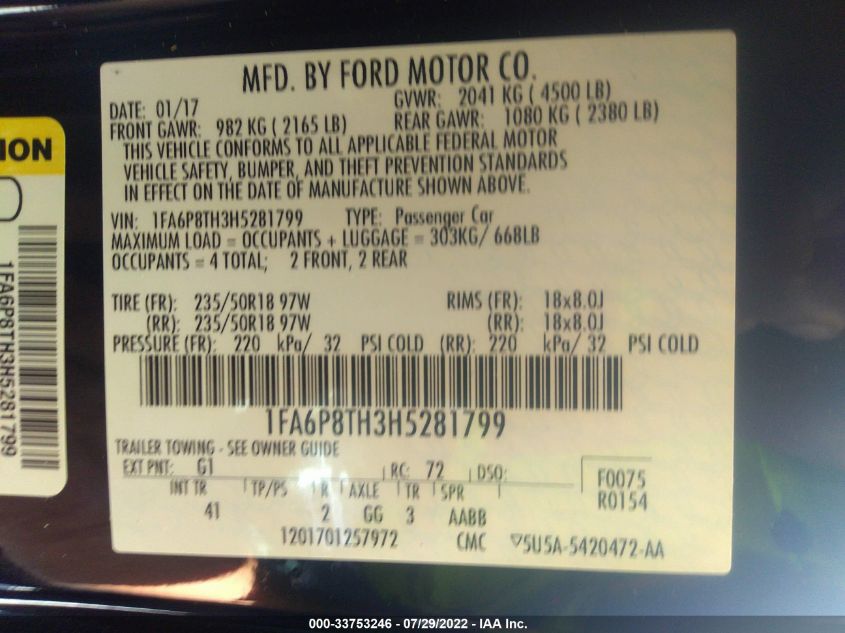 MFD. BY FORD MOTOR CO.
DATE: 01/17 GVWR: 2041 KG ( 4500 LB)
FRONT GAWR: 982 KG ( 2165 LB) REAR GAWR: 1080 KG ( 2380 LB)
THIS VEHICLE CONFORMS TO ALL APPLICABLE FEDERAL MOTOR
VEHICLE SAFETY, BUMPER, AND THEFT PREVENTION STANDARDS
IN EFFECT ON THE DATE OF MANUFACTURE SHOWN ABOVE.
VIN: 1FA6P8TH3H5281799 TYPE: Passenger Car
MAXIMUM LOAD = OCCUPANTS + LUGGAGE = 303KG/ 668LB
OCCUPANTS = 4 TOTAL; 2 FRONT, 2 REAR
TIRE (FR): 235/50R18 97W RIMS (FR): 18x8.0J
(RR): 235/50R18 97W (RR): 18x8.0J
PRESSURE (FR): 220 kPa/ 32 PSI COLD (RR): 220 kPa/ 32 PSI COLD
1FA6P8TH3H5281799
TRAILER TOWING - SEE OWNER GUIDE
EXT PNT: G1 RC: 72 DSO: F0075
INT TR TP/PS R AXLE TR SPR R0154
41 2 GG 3 AABB
1201701257972 CMC ▽5U5A-5420472-AA
ION
1FA6P8TH3H5281799
000-33753246 - 07/29/2022 - IAA Inc.